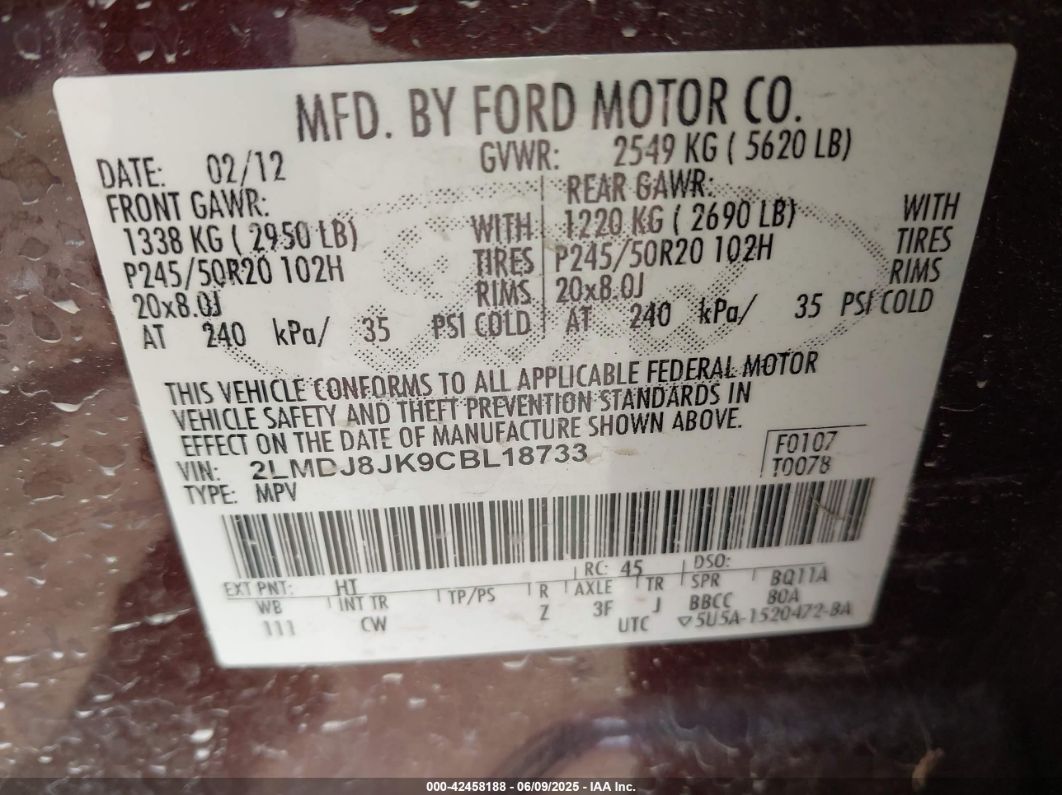 MFD. BY FORD MOTOR CO.
DATE: 02/12 GVWR: 2549 KG ( 5620 LB)
FRONT GAWR: REAR GAWR:
1338 KG ( 2950 LB) WITH 1220 KG ( 2690 LB) WITH
P245/50R20 102H TIRES P245/50R20 102H TIRES
20x8.0J RIMS 20x8.0J RIMS
AT 240 kPa/ 35 PSI COLD AT 240 kPa/ 35 PSI COLD
THIS VEHICLE CONFORMS TO ALL APPLICABLE FEDERAL MOTOR
VEHICLE SAFETY AND THEFT PREVENTION STANDARDS IN
EFFECT ON THE DATE OF MANUFACTURE SHOWN ABOVE.
VIN: 2LMDJ8JK9CBL18733 F0107
TYPE: MPV T0078
EXT PNT: HT RC: 45 DSO:
WB INT TR TP/PS R AXLE TR SPR BQ11A
111 CW Z 3F J BBCC 80A
UTC ▽5U5A-1520472-BA
000-42458188 - 06/09/2025 - IAA Inc.